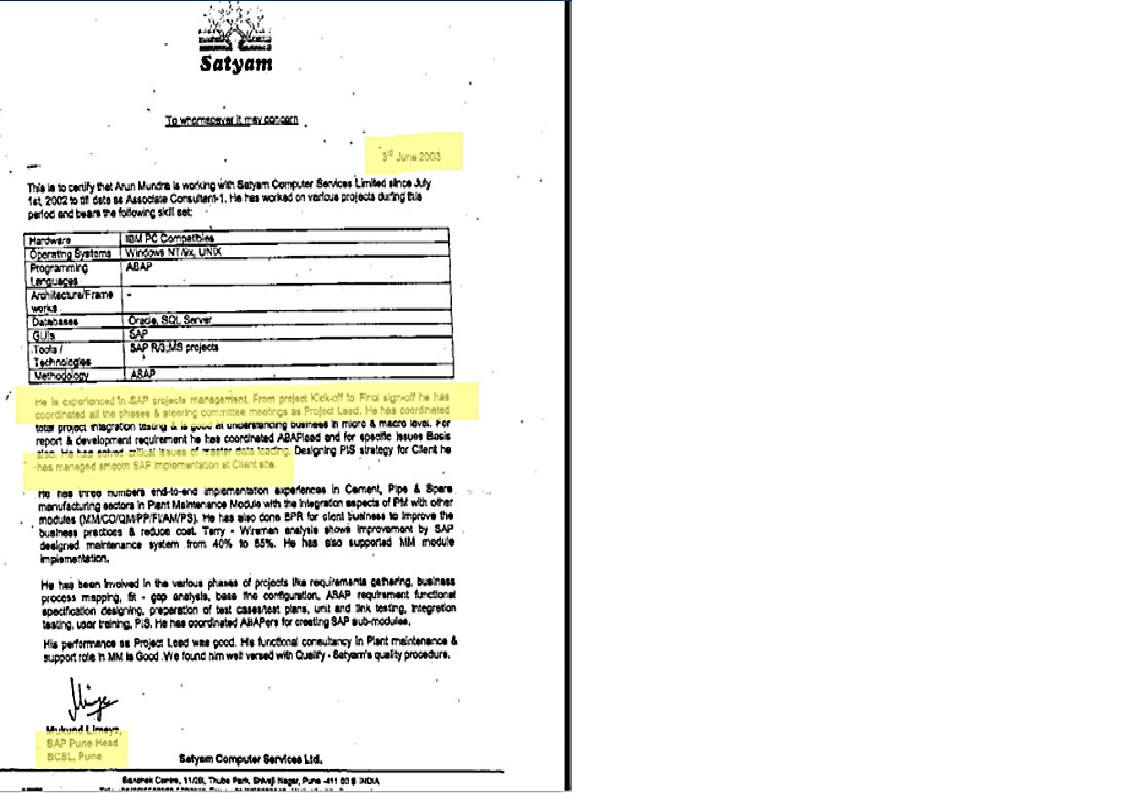 Satyam
To whomsoever it may concern
3rd June 2003
This is to certify that Arun Mundra is working with Satyam Computer Services Limited since July
1st, 2002 to till date as Associate Consultant-1. He has worked on various projects during this
period and bears the following skill set:
Hardware IBM PC Compatibles
Operating Systems Windows NT/9x, UNIX
Programming ABAP
Languages
Architecture/Frame -
works
Databases Oracle, SQL Server
GUIs SAP
Tools / SAP R/3,MS projects
Technologies
Methodology ASAP
He is experienced in SAP projects management. From project Kick-off to Final sign-off he has
coordinated all the phases & steering committee meetings as Project Lead. He has coordinated
total project integration testing & is good at understanding business in micro & macro level. For
report & development requirement he has coordinated ABAPlead and for specific issues Basis
also. He has solved critical issues of master data loading. Designing PIS strategy for Client he
has managed smooth SAP implementation at Client site.
He has three numbers end-to-end implementation experiences in Cement, Pipe & Spare
manufacturing sectors in Plant Maintenance Module with the integration aspects of PM with other
modules (MM/CO/QM/PP/FI/AM/PS). He has also done BPR for client business to improve the
business practices & reduce cost. Terry - Wireman analysis shows improvement by SAP
designed maintenance system from 40% to 65%. He has also supported MM module
implementation.
He has been involved in the various phases of projects like requirements gathering, business
process mapping, fit - gap analysis, base line configuration, ABAP requirement functional
specification designing, preparation of test cases/test plans, unit and link testing, integration
testing, user training, PIS. He has coordinated ABAPers for creating SAP sub-modules.
His performance as Project Lead was good. His functional consultancy in Plant maintenance &
support role in MM is Good .We found him well versed with Qualify - Satyam's quality procedure.
Mukund Limaye,
SAP Pune Head
SCSL, Pune
Satyam Computer Services Ltd.
Centre, 11/2B, Thube Park, Shivaji Nagar, Pune -411 INDIA